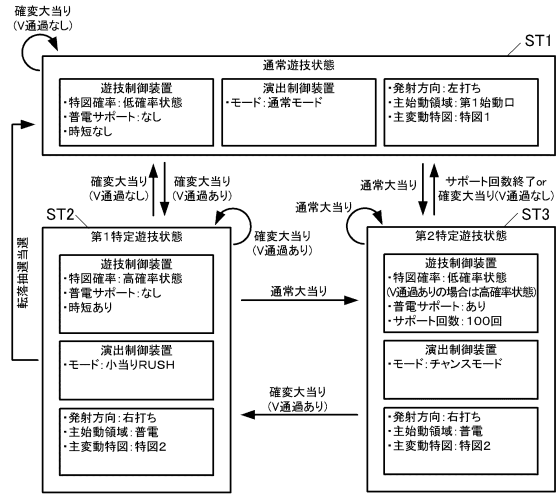 確変大当り
(V通過なし)
ST1
通常遊技状態
遊技制御装置
・特図確率:低確率状態
・普電サポート:なし
・時短なし
演出制御装置
・モード:通常モード
・発射方向:左打ち
・主始動領域:第1始動口
・主変動特図:特図1
転落抽選当選
確変大当り
(V通過なし)
確変大当り
(V通過あり)
通常大当り
サポート回数終了or
確変大当り(V通過なし)
ST2
第1特定遊技状態
遊技制御装置
・特図確率:高確率状態
・普電サポート:なし
・時短あり
演出制御装置
・モード:小当りRUSH
・発射方向:右打ち
・主始動領域:普電
・主変動特図:特図2
確変大当り
(V通過あり)
通常大当り
通常大当り
確変大当り
(V通過あり)
ST3
第2特定遊技状態
遊技制御装置
・特図確率:低確率状態
(V通過ありの場合は高確率状態)
・普電サポート:あり
・サポート回数:100回
演出制御装置
・モード:チャンスモード
・発射方向:右打ち
・主始動領域:普電
・主変動特図:特図2